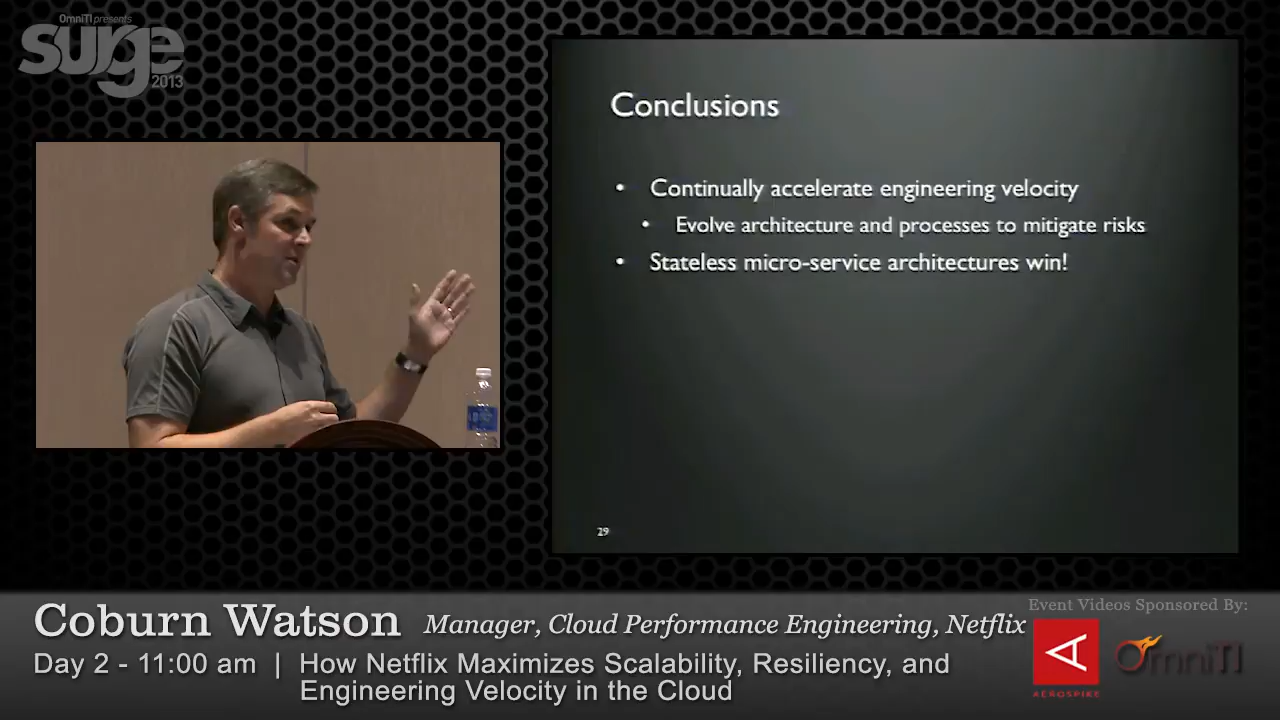 OmniTI presents
surge
2013
Conclusions
• Continually accelerate engineering velocity
• Evolve architecture and processes to mitigate risks
• Stateless micro-service architectures win!
29
Coburn Watson Manager, Cloud Performance Engineering, Netflix
Day 2 - 11:00 am | How Netflix Maximizes Scalability, Resiliency, and
Engineering Velocity in the Cloud
Event Videos Sponsored By:
AEROSPIKE
OmniTI